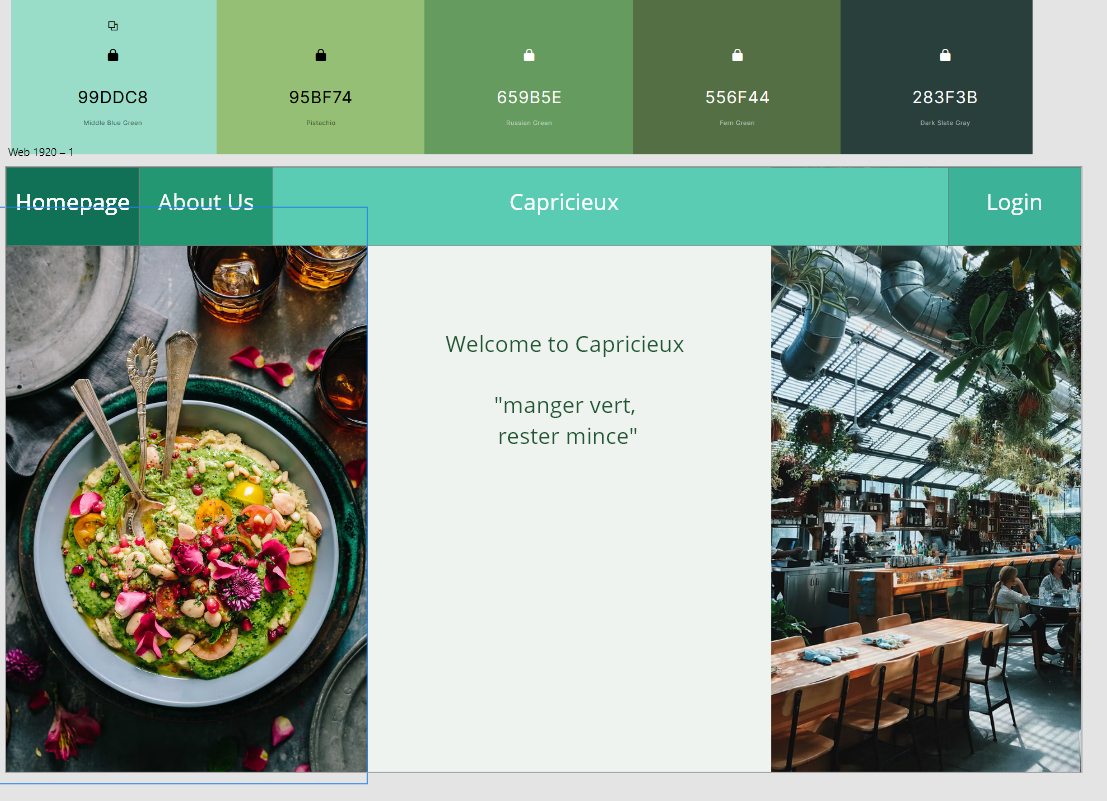 99DDC8
Middle Blue Green
95BF74
Pistachio
659B5E
Russian Green
556F44
Fern Green
283F3B
Dark Slate Gray
Web 1920 – 1
Homepage
About Us
Capricieux
Login
Welcome to Capricieux
"manger vert,
rester mince"